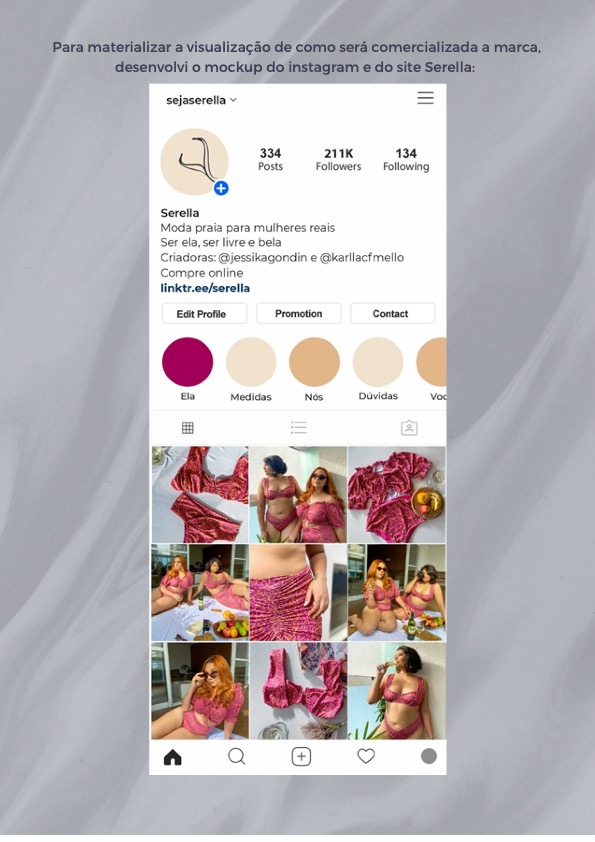 Para materializar a visualização de como será comercializada a marca,
desenvolvi o mockup do instagram e do site Serella:
sejaserella
334 211K 134
Posts Followers Following
Serella
Moda praia para mulheres reais
Ser ela, ser livre e bela
Criadoras: @jessikagondin e @karllacfmello
Compre online
linktr.ee/serella
Edit Profile Promotion Contact
Ela Medidas Nós Dúvidas Voc